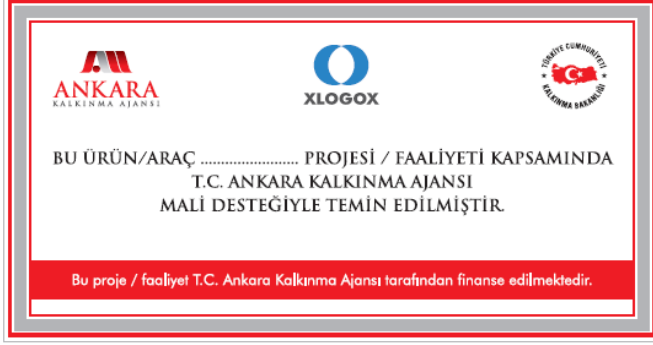 ANKARA
KALKINMA AJANSI
XLOGOX
TÜRKİYE CUMHURİYETİ
KALKINMA BAKANLIĞI
BU ÜRÜN/ARAÇ ........................ PROJESİ / FAALİYETİ KAPSAMINDA
T.C. ANKARA KALKINMA AJANSI
MALİ DESTEĞİYLE TEMİN EDİLMİŞTİR.
Bu proje / faaliyet T.C. Ankara Kalkınma Ajansı tarafından finanse edilmektedir.